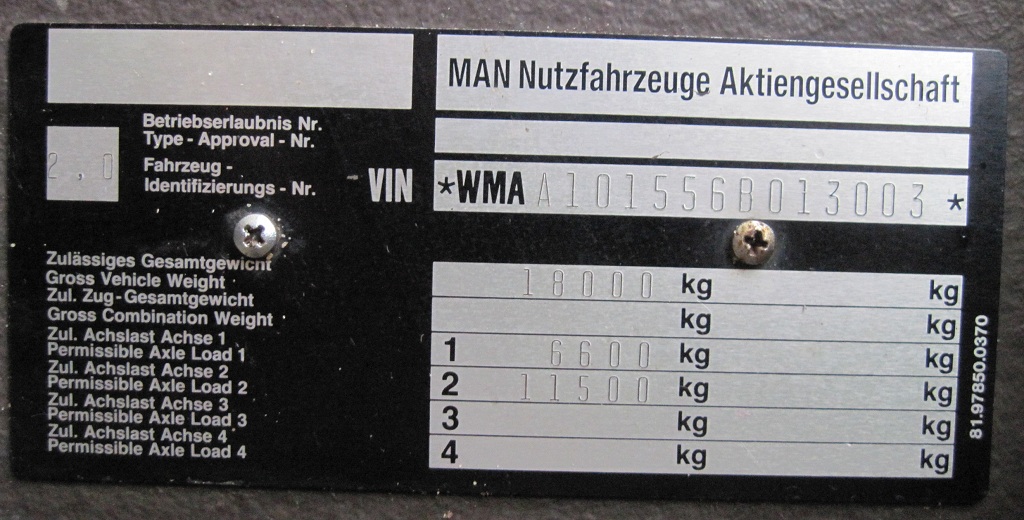 MAN Nutzfahrzeuge Aktiengesellschaft
Betriebserlaubnis Nr.
Type - Approval - Nr.
2,0
Fahrzeug -
Identifizierungs - Nr. - VIN *WMA A101556B013003 *
Zulässiges Gesamtgewicht
Gross Vehicle Weight 18000 kg kg
Zul. Zug-Gesamtgewicht
Gross Combination Weight kg kg
Zul. Achslast Achse 1
Permissible Axle Load 1 1 6600 kg kg
Zul. Achslast Achse 2
Permissible Axle Load 2 2 11500 kg kg
Zul. Achslast Achse 3
Permissible Axle Load 3 3 kg kg
Zul. Achslast Achse 4
Permissible Axle Load 4 4 kg kg
81.97850.0370